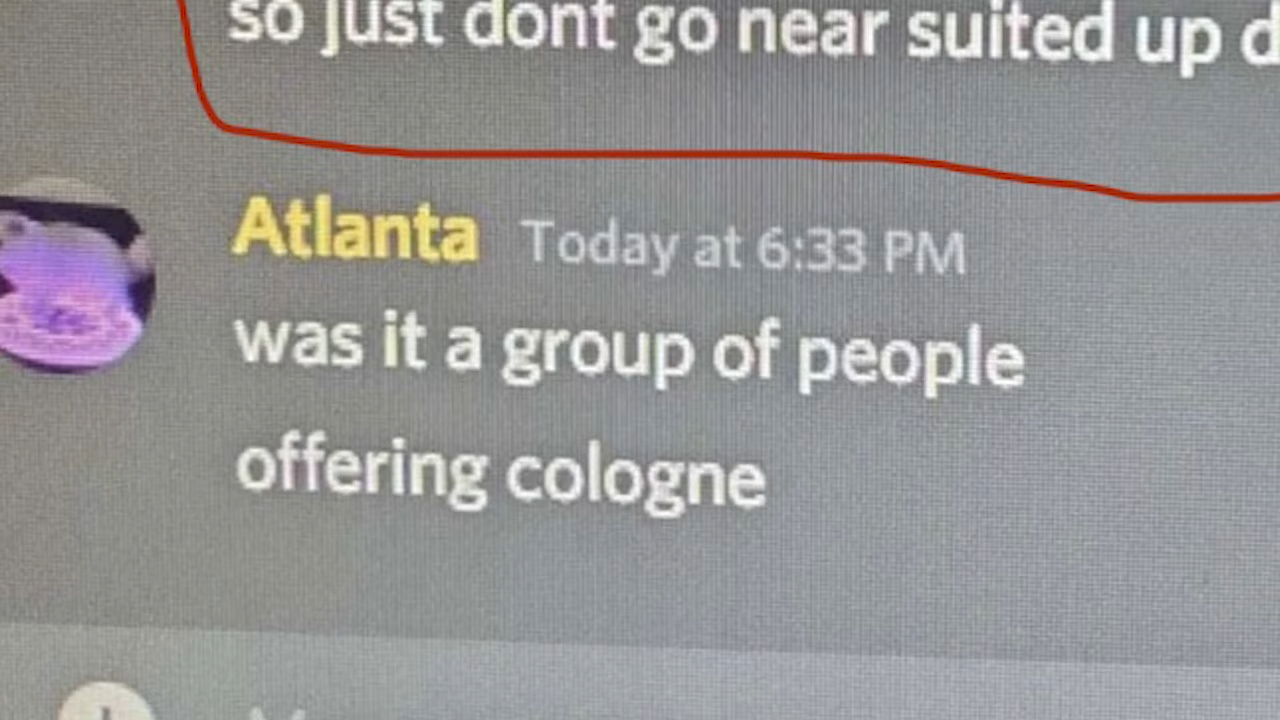 so just dont go near suited up
Atlanta Today at 6:33 PM
was it a group of people
offering cologne